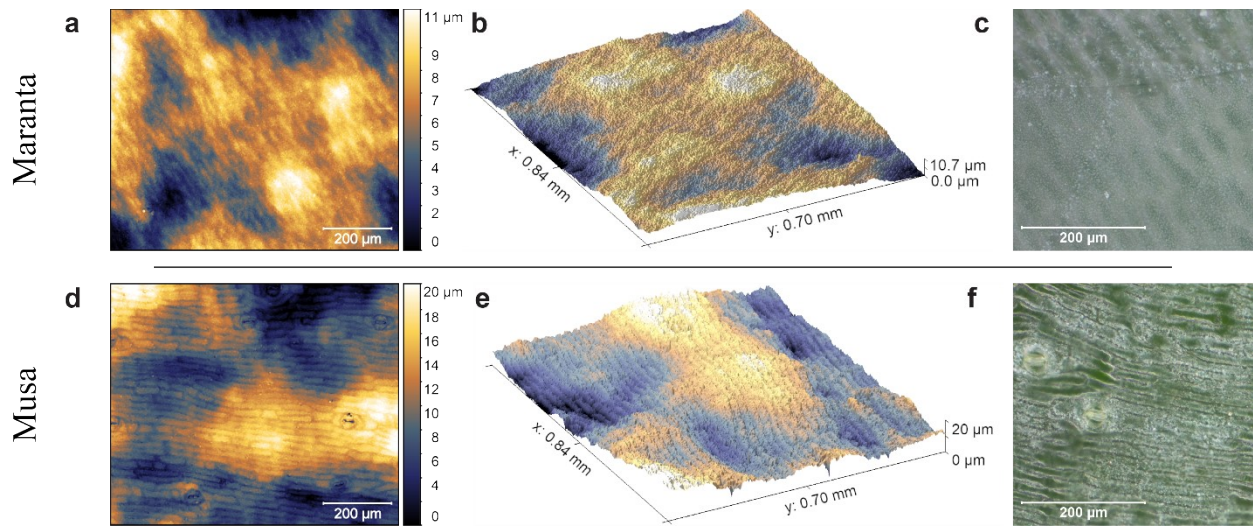 Maranta
a
11 µm
9
8
7
6
5
4
3
2
1
0
200 µm
b
x: 0.84 mm
y: 0.70 mm
10.7 µm
0.0 µm
c
200 µm
Musa
d
20 µm
18
16
14
12
10
8
6
4
2
0
200 µm
e
x: 0.84 mm
y: 0.70 mm
20 µm
0 µm
f
200 µm